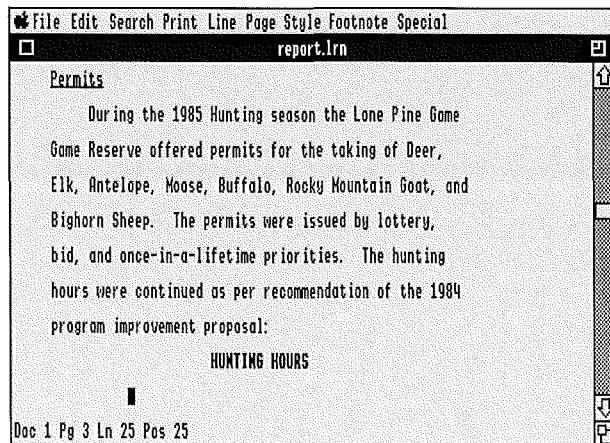 File Edit Search Print Line Page Style Footnote Special
report.lrn
Permits
During the 1985 Hunting season the Lone Pine Game
Game Reserve offered permits for the taking of Deer,
Elk, Antelope, Moose, Buffalo, Rocky Mountain Goat, and
Bighorn Sheep.  The permits were issued by lottery,
bid, and once-in-a-lifetime priorities.  The hunting
hours were continued as per recommendation of the 1984
program improvement proposal:
HUNTING HOURS
Doc 1 Pg 3 Ln 25 Pos 25